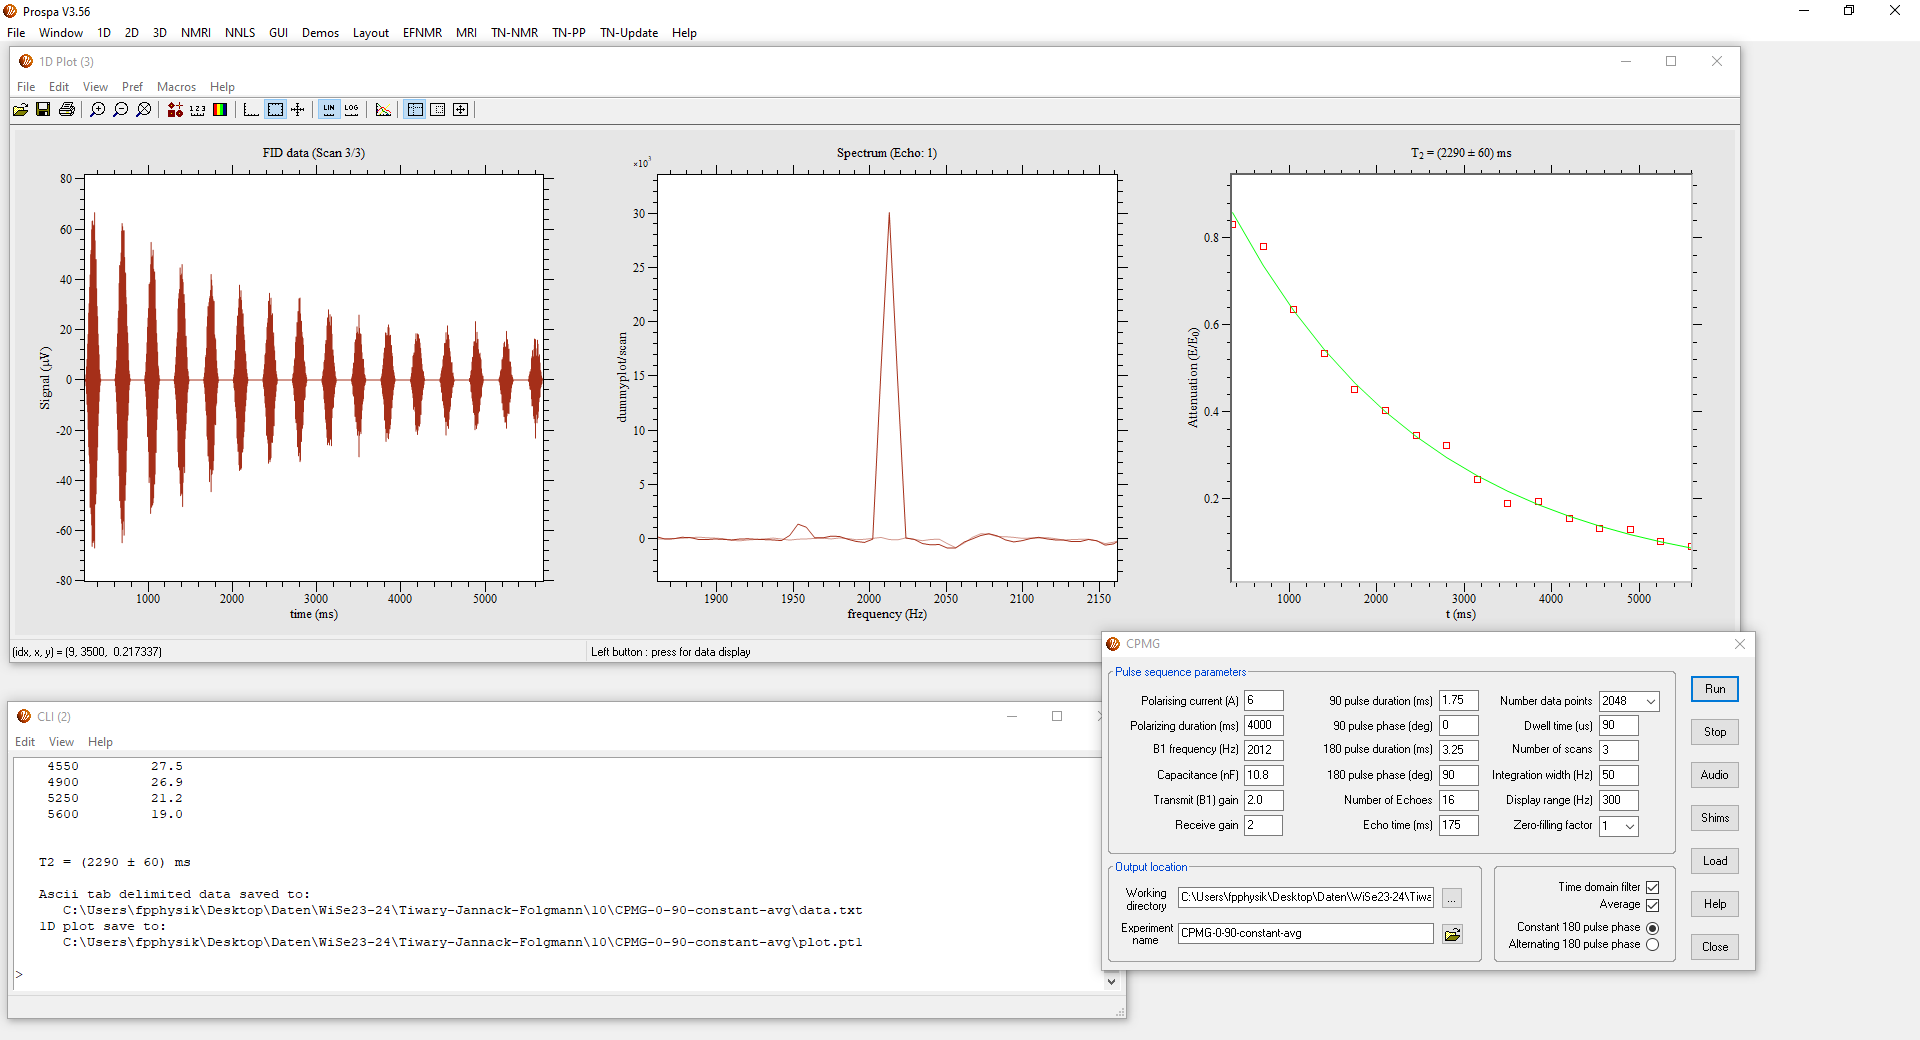 Prospa V3.56
File Window 1D 2D 3D NMRI NNLS GUI Demos Layout EFNMR MRI TN-NMR TN-PP TN-Update Help
1D Plot (3)
File Edit View Pref Macros Help
1 2 3 LIN LOG
FID data (Scan 3/3)
80
60
40
20
0
-20
-40
-60
-80
Signal (µV)
1000 2000 3000 4000 5000
time (ms)
Spectrum (Echo: 1)
×10³
30
25
20
15
10
5
0
dummyplot/scan
1900 1950 2000 2050 2100 2150
frequency (Hz)
T₂ = (2290 ± 60) ms
0.8
0.6
0.4
0.2
Attenuation (E/E₀)
1000 2000 3000 4000 5000
t (ms)
(idx, x, y) = (9, 3500, 0.217337)
Left button : press for data display
CLI (2)
Edit View Help
4550 27.5
4900 26.9
5250 21.2
5600 19.0
T2 = (2290 ± 60) ms
Ascii tab delimited data saved to:
C:\Users\fpphysik\Desktop\Daten\WiSe23-24\Tiwary-Jannack-Folgmann\10\CPMG-0-90-constant-avg\data.txt
1D plot save to:
C:\Users\fpphysik\Desktop\Daten\WiSe23-24\Tiwary-Jannack-Folgmann\10\CPMG-0-90-constant-avg\plot.pt1
>
CPMG
Pulse sequence parameters
Polarising current (A) 6
Polarizing duration (ms) 4000
B1 frequency (Hz) 2012
Capacitance (nF) 10.8
Transmit (B1) gain 2.0
Receive gain 2
90 pulse duration (ms) 1.75
90 pulse phase (deg) 0
180 pulse duration (ms) 3.25
180 pulse phase (deg) 90
Number of Echoes 16
Echo time (ms) 175
Number data points 2048
Dwell time (us) 90
Number of scans 3
Integration width (Hz) 50
Display range (Hz) 300
Zero-filling factor 1
Run
Stop
Audio
Shims
Load
Help
Close
Output location
Working directory C:\Users\fpphysik\Desktop\Daten\WiSe23-24\Tiwa ...
Experiment name CPMG-0-90-constant-avg
Time domain filter
Average
Constant 180 pulse phase
Alternating 180 pulse phase